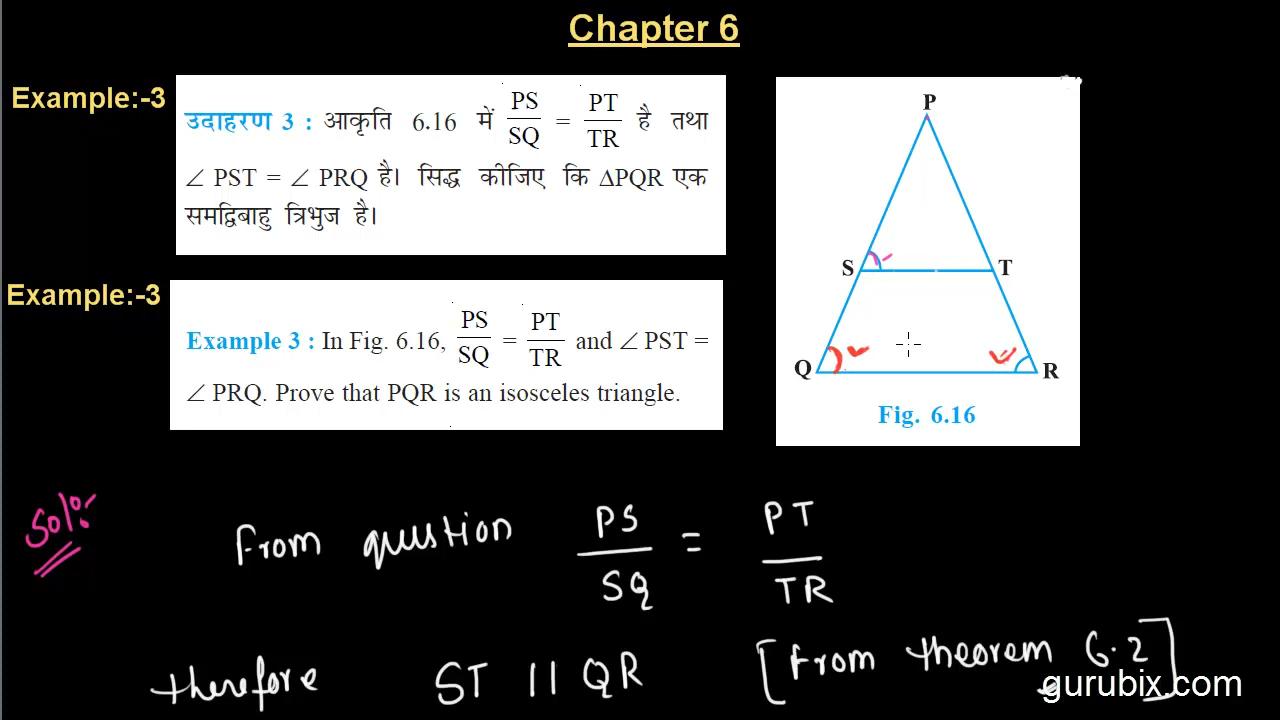 Chapter 6
Example:-3
उदाहरण 3 : आकृति 6.16 में PS/SQ = PT/TR है तथा
∠ PST = ∠ PRQ है। सिद्ध कीजिए कि ΔPQR एक
समद्विबाहु त्रिभुज है।
Example:-3
Example 3 : In Fig. 6.16, PS/SQ = PT/TR and ∠ PST =
∠ PRQ. Prove that PQR is an isosceles triangle.
P
S T
Q R
Fig. 6.16
Sol:
From question PS/SQ = PT/TR
therefore ST || QR [from theorem 6.2]
gurubix.com